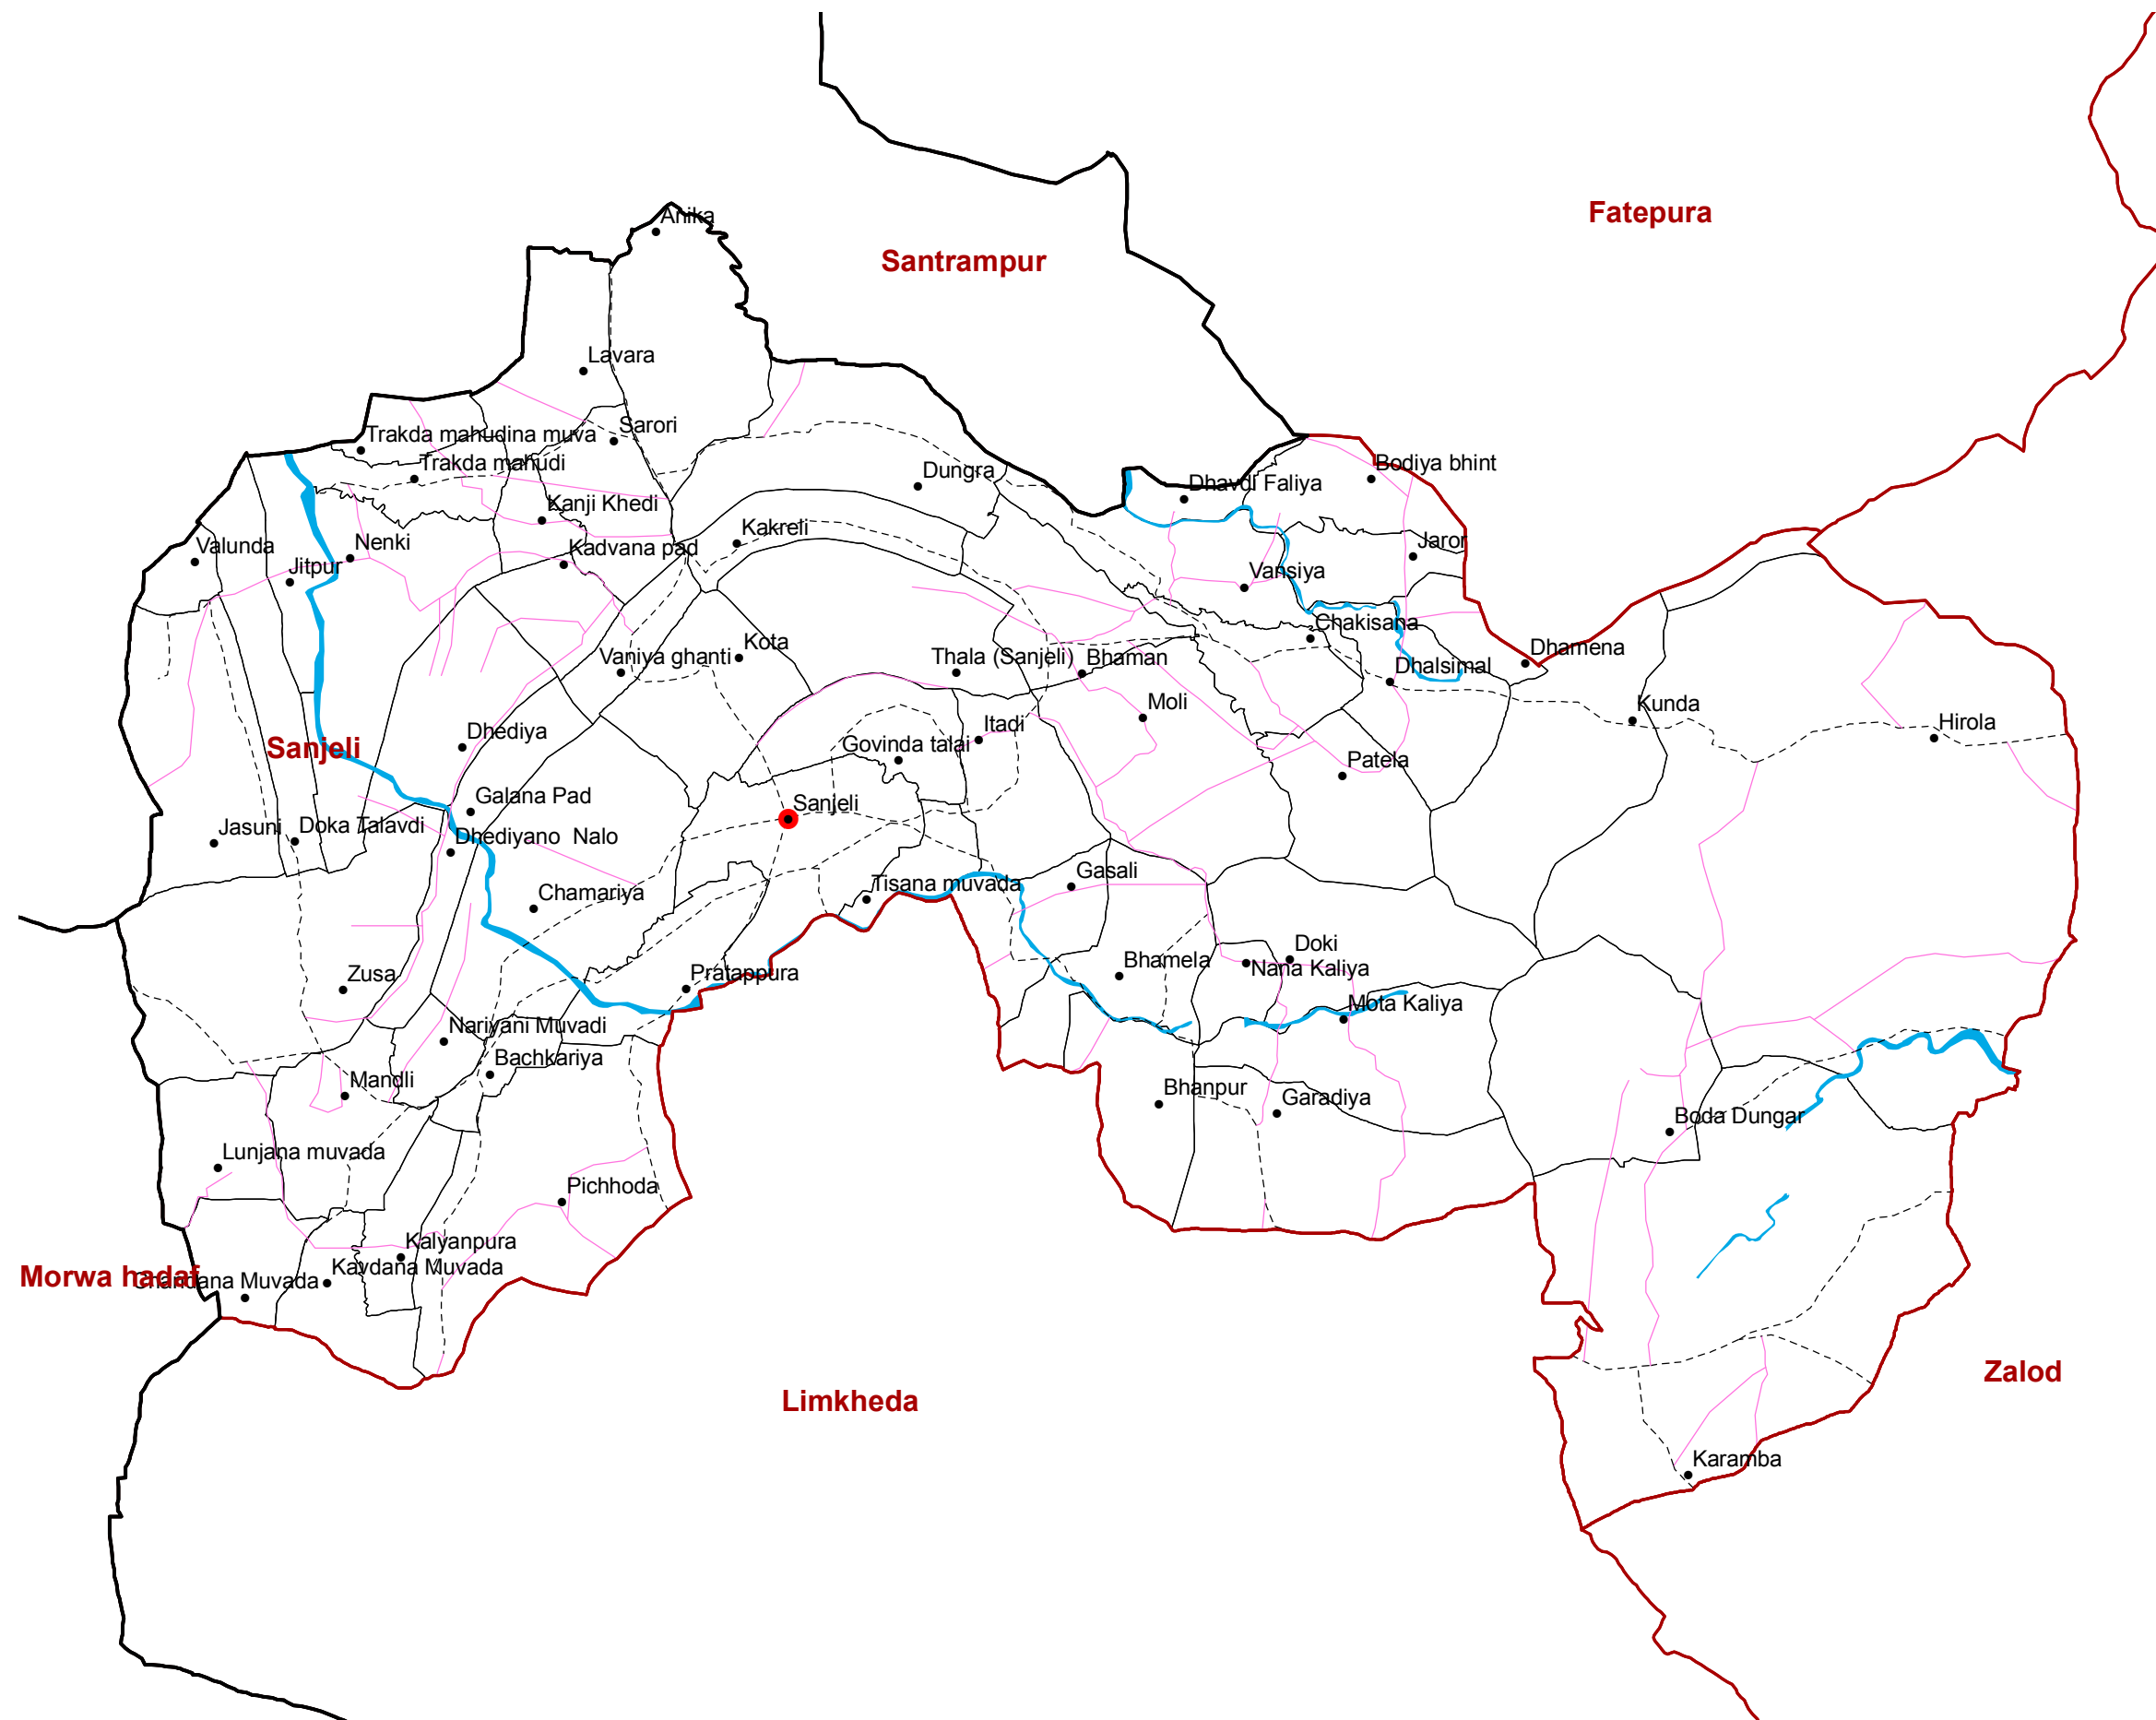 Anika
Fatepura
Santrampur
Lavara
Sarori
Trakda mahudina muva
Trakda mahudi
Bodiya bhint
Dungra
Dhavdi Faliya
Kanji Khedi
Kakreli
Jaror
Valunda
Nenki
Kadvana pad
Jitpur
Vansiya
Chakisana
Kota
Vaniya ghanti
Thala (Sanjeli)
Bhaman
Dhamena
Dhalsimal
Moli
Kunda
Itadi
Hirola
Dhediya
Sanjeli
Govinda talai
Patela
Galana Pad
Sanjeli
Jasuni
Doka Talavdi
Dhediyano Nalo
Gasali
Tisana muvada
Chamariya
Doki
Bhamela
Nana Kaliya
Zusa
Pratappura
Mota Kaliya
Nariyani Muvadi
Bachkariya
Mandli
Bhanpur
Garadiya
Boda Dungar
Lunjana muvada
Pichhoda
Kalyanpura
Kavdana Muvada
Morwa hadaf
Chandana Muvada
Zalod
Limkheda
Karamba